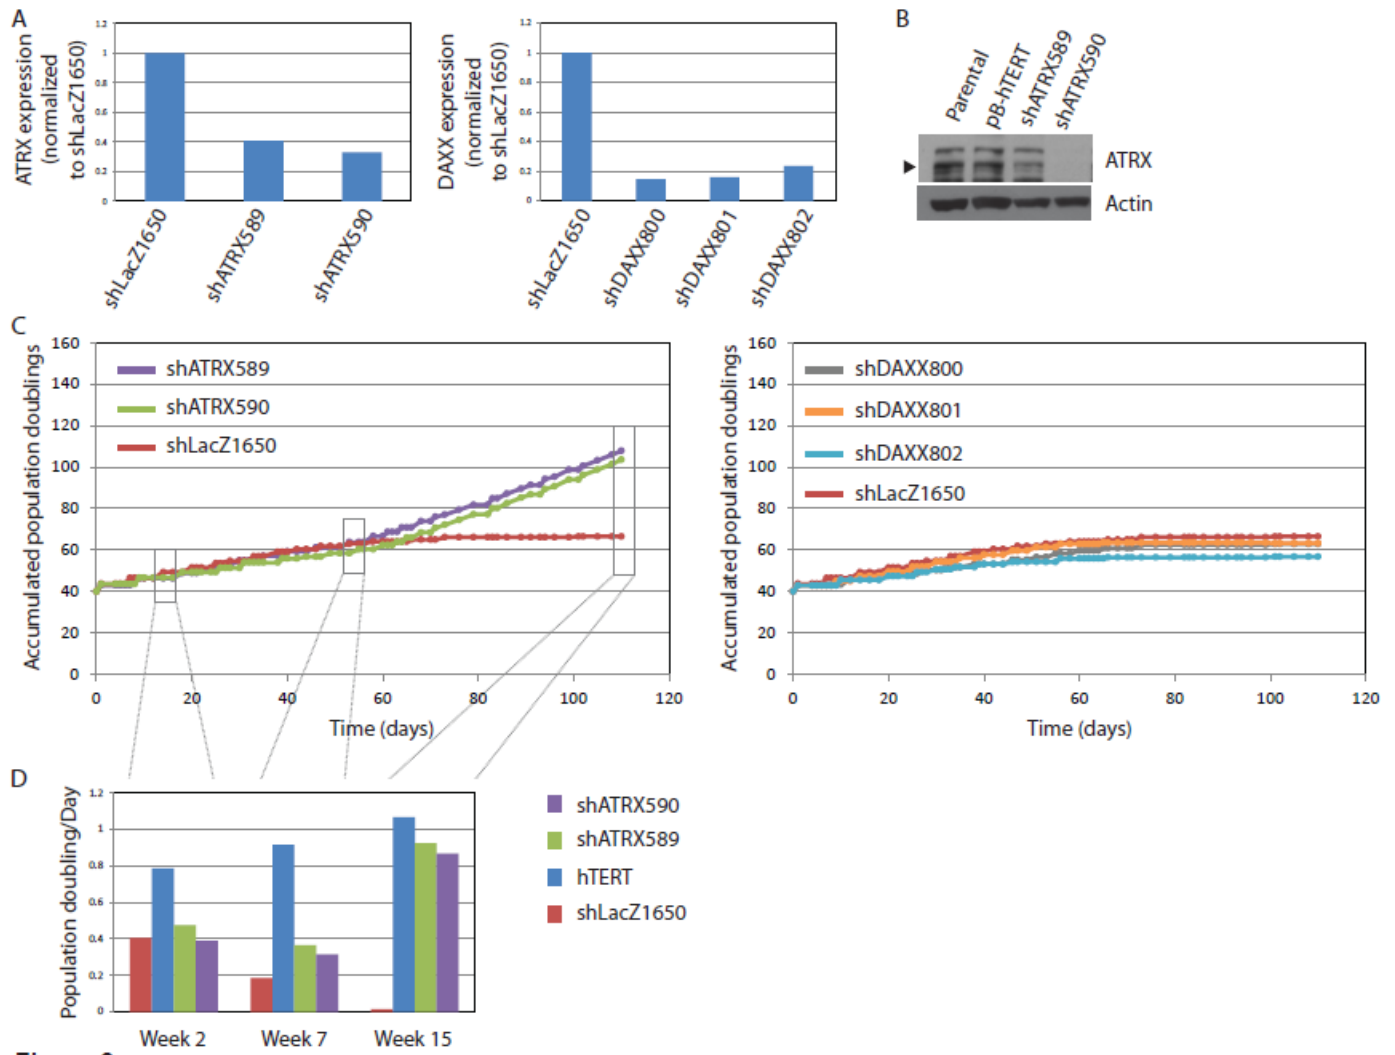 A
ATRX expression
(normalized
to shLacZ1650)
1.2
1
0.8
0.6
0.4
0.2
0
shLacZ1650
shATRX589
shATRX590
DAXX expression
(normalized
to shLacZ1650)
1.2
1
0.8
0.6
0.4
0.2
0
shLacZ1650
shDAXX800
shDAXX801
shDAXX802
B
Parental
pB-hTERT
shATRX589
shATRX590
ATRX
Actin
C
Accumulated population doublings
160
140
120
100
80
60
40
20
0
shATRX589
shATRX590
shLacZ1650
0
20
40
60
80
100
120
Time (days)
Accumulated population doublings
160
140
120
100
80
60
40
20
0
shDAXX800
shDAXX801
shDAXX802
shLacZ1650
0
20
40
60
80
100
120
Time (days)
D
Population doubling/Day
1.2
1
0.8
0.6
0.4
0.2
0
Week 2
Week 7
Week 15
shATRX590
shATRX589
hTERT
shLacZ1650